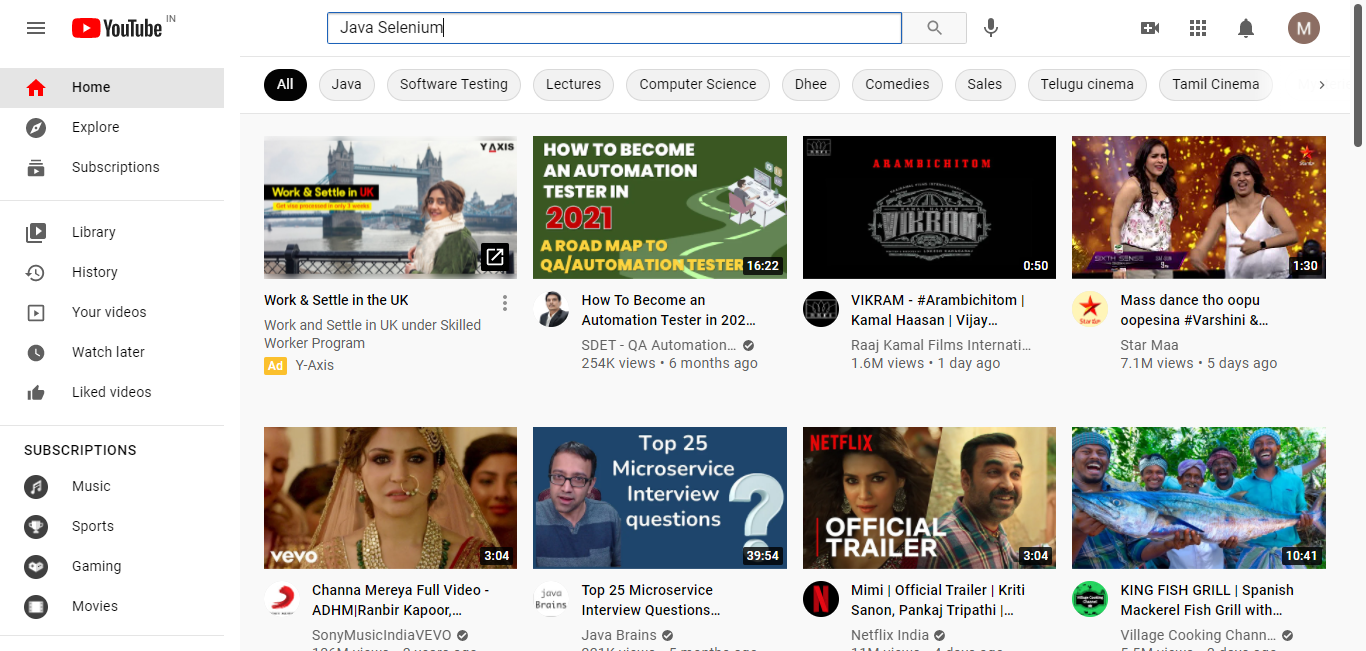 YouTube IN
Java Selenium
M
Home
Explore
Subscriptions
Library
History
Your videos
Watch later
Liked videos
SUBSCRIPTIONS
Music
Sports
Gaming
Movies
All
Java
Software Testing
Lectures
Computer Science
Dhee
Comedies
Sales
Telugu cinema
Tamil Cinema
Y AXIS
Work & Settle in UK
Get visa processed in only 3 weeks
Work & Settle in the UK
Work and Settle in UK under Skilled
Worker Program
Ad Y-Axis
HOW TO BECOME
AN AUTOMATION
TESTER IN
2021
A ROAD MAP TO
QA/AUTOMATION TESTER
16:22
How To Become an
Automation Tester in 202...
SDET - QA Automation...
254K views • 6 months ago
ARAMBICHITOM
VIKRAM
0:50
VIKRAM - #Arambichitom |
Kamal Haasan | Vijay...
Raaj Kamal Films Internati...
1.6M views • 1 day ago
SIXTH SENSE
1:30
Mass dance tho oopu
oopesina #Varshini &...
Star Maa
7.1M views • 5 days ago
vevo
3:04
Channa Mereya Full Video -
ADHM|Ranbir Kapoor,...
SonyMusicIndiaVEVO
Top 25
Microservice
Interview
questions
?
39:54
java
Brains
Top 25 Microservice
Interview Questions...
Java Brains
NETFLIX
OFFICIAL
TRAILER
3:04
N
Mimi | Official Trailer | Kriti
Sanon, Pankaj Tripathi |...
Netflix India
10:41
KING FISH GRILL | Spanish
Mackerel Fish Grill with...
Village Cooking Chann...